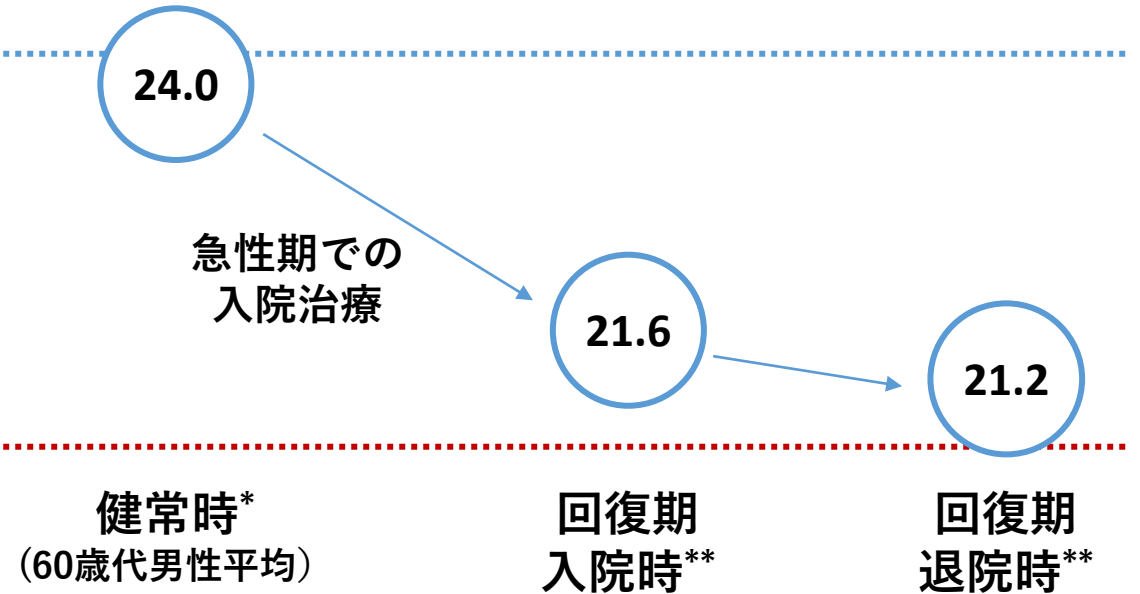 24.0
急性期での
入院治療
21.6
21.2
健常時*
（60歳代男性平均）
回復期
入院時**
回復期
退院時**